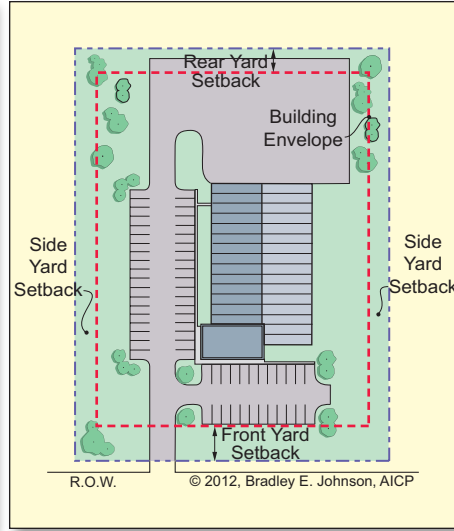 Rear Yard
Setback
Building
Envelope
Side
Yard
Setback
Side
Yard
Setback
Front Yard
Setback
R.O.W.
© 2012, Bradley E. Johnson, AICP